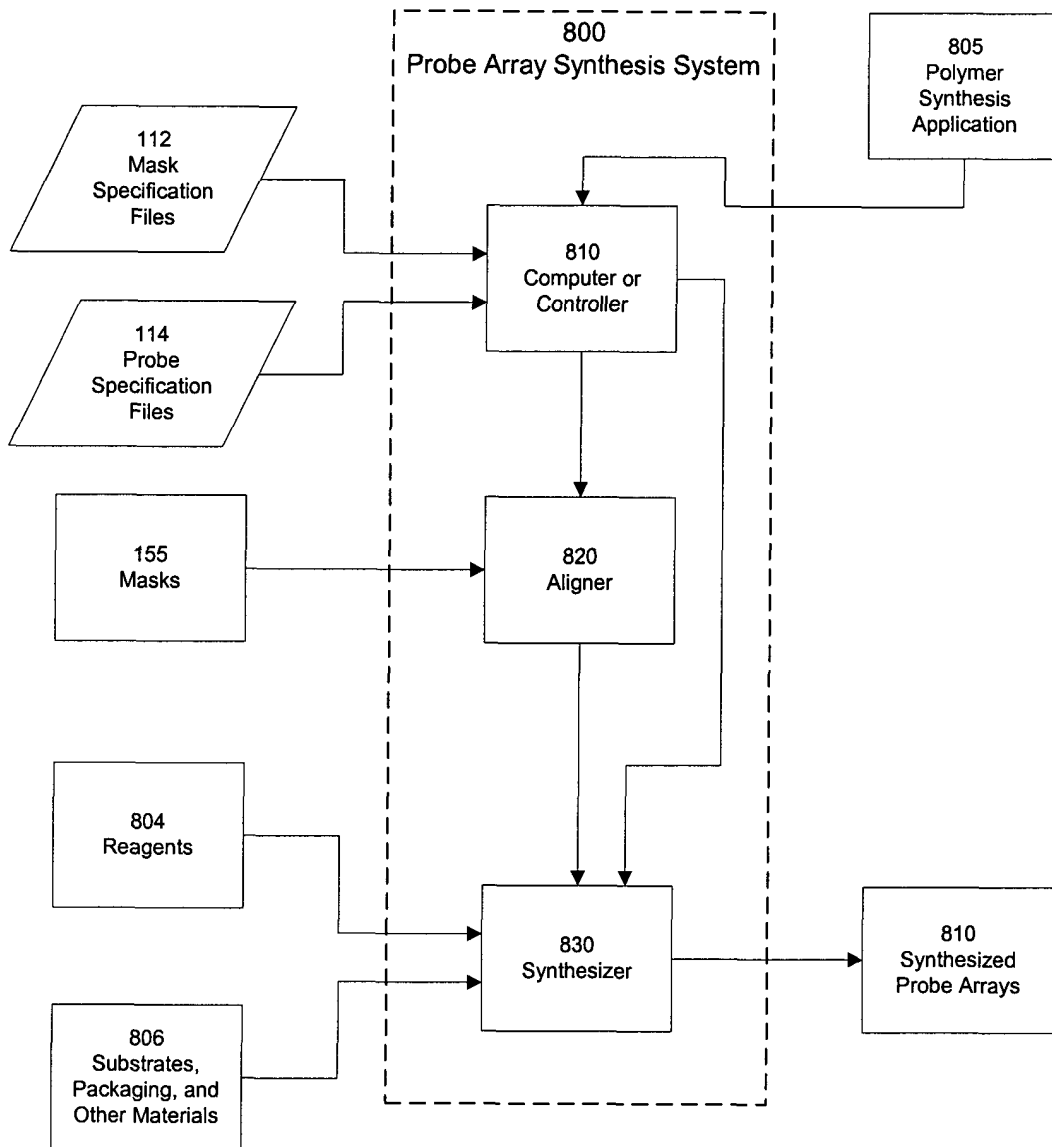 800
Probe Array Synthesis System
805
Polymer
Synthesis
Application
112
Mask
Specification
Files
810
Computer or
Controller
114
Probe
Specification
Files
155
Masks
820
Aligner
804
Reagents
830
Synthesizer
810
Synthesized
Probe Arrays
806
Substrates,
Packaging, and
Other Materials